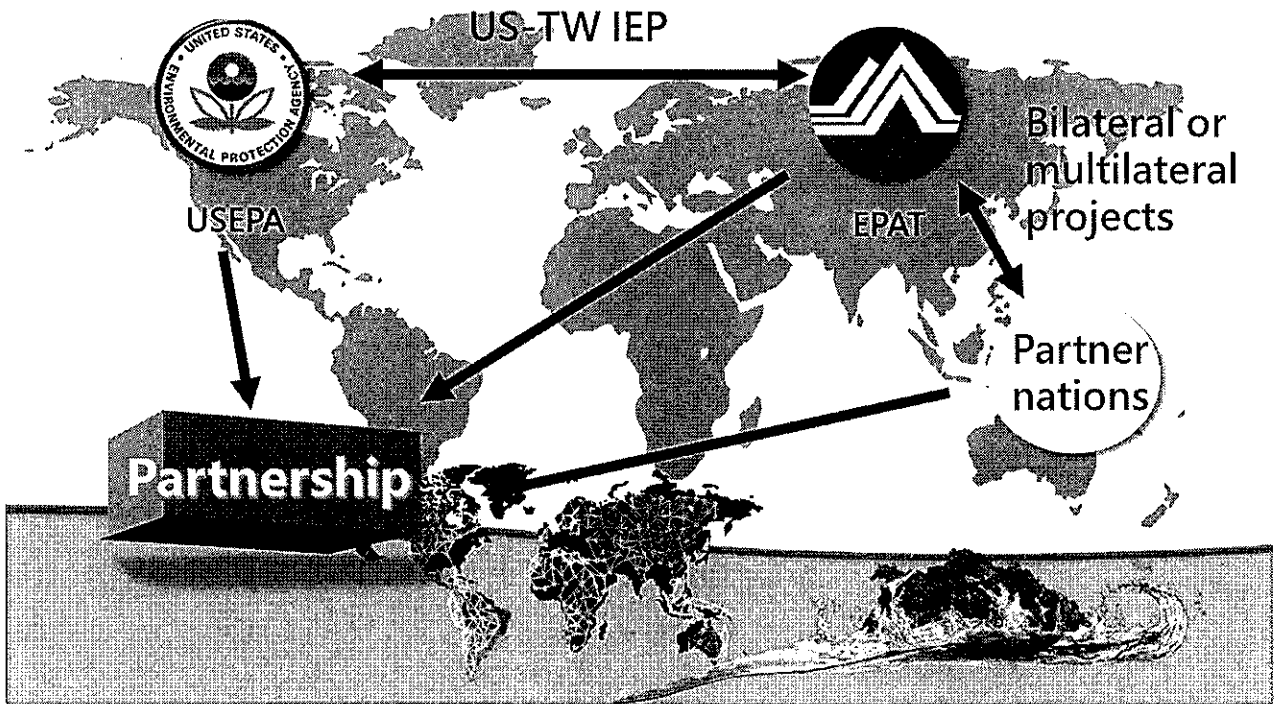 US-TW IEP
UNITED STATES
ENVIRONMENTAL PROTECTION AGENCY
USEPA
EPAT
Bilateral or
multilateral
projects
Partner
nations
Partnership